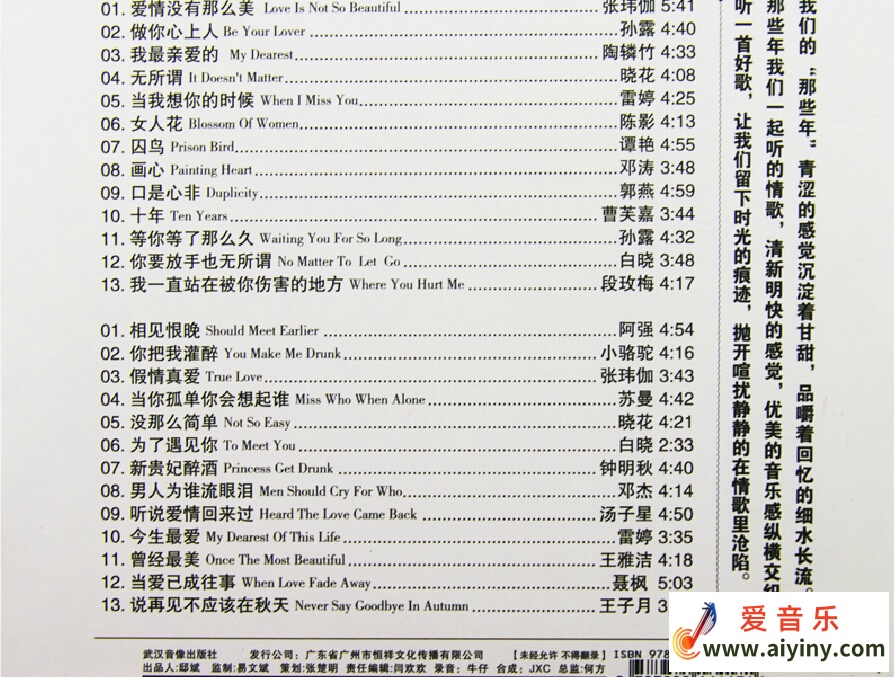 01. 爱情没有那么美 Love Is Not So Beautiful 张玮伽 5:41
02. 做你心上人 Be Your Lover 孙露 4:40
03. 我最亲爱的 My Dearest 陶辚竹 4:33
04. 无所谓 It Doesn't Matter 晓花 4:08
05. 当我想你的时候 When I Miss You 雷婷 4:25
06. 女人花 Blossom Of Women 陈影 4:13
07. 囚鸟 Prison Bird 谭艳 4:55
08. 画心 Painting Heart 邓涛 3:48
09. 口是心非 Duplicity 郭燕 4:59
10. 十年 Ten Years 曹芙嘉 3:44
11. 等你等了那么久 Waiting You For So Long 孙露 4:32
12. 你要放手也无所谓 No Matter To Let Go 白晓 3:48
13. 我一直站在被你伤害的地方 Where You Hurt Me 段玫梅 4:17
01. 相见恨晚 Should Meet Earlier 阿强 4:54
02. 你把我灌醉 You Make Me Drunk 小骆驼 4:16
03. 假情真爱 True Love 张玮伽 3:43
04. 当你孤单你会想起谁 Miss Who When Alone 苏曼 4:42
05. 没那么简单 Not So Easy 晓花 4:21
06. 为了遇见你 To Meet You 白晓 2:33
07. 新贵妃醉酒 Princess Get Drunk 钟明秋 4:40
08. 男人为谁流眼泪 Men Should Cry For Who 邓杰 4:14
09. 听说爱情回来过 Heard The Love Came Back 汤子星 4:50
10. 今生最爱 My Dearest Of This Life 雷婷 3:35
11. 曾经最美 Once The Most Beautiful 王雅洁 4:18
12. 当爱已成往事 When Love Fade Away 聂枫 5:03
13. 说再见不应该在秋天 Never Say Goodbye In Autumn 王子月 3
我们的“那些年”青涩的感觉沉淀着甘甜，品嚼着回忆的细水长流。
那些年我们一起听的情歌，清新明快的感觉，优美的音乐感纵横交织
听一首好歌，让我们留下时光的痕迹，抛开喧扰静静的在情歌里沧陷。
武汉音像出版社 发行公司：广东省广州市恒祥文化传播有限公司 【未经允许 不得翻录】 ISBN 978
出品人：邸斌 监制：易文斌 策划：张楚明 责任编辑：闫欢欢 录音：牛仔 合成：JXC 总监：何方
爱音乐
www.aiyiny.com